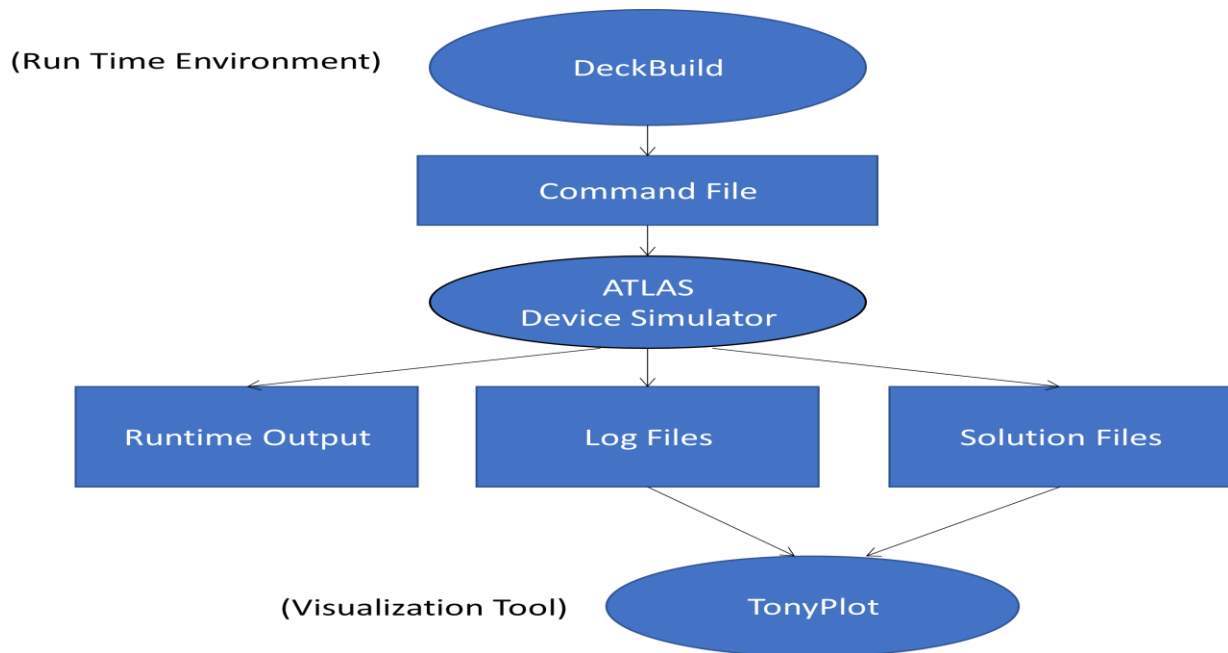 (Run Time Environment)
DeckBuild
Command File
ATLAS
Device Simulator
Runtime Output
Log Files
Solution Files
(Visualization Tool)
TonyPlot